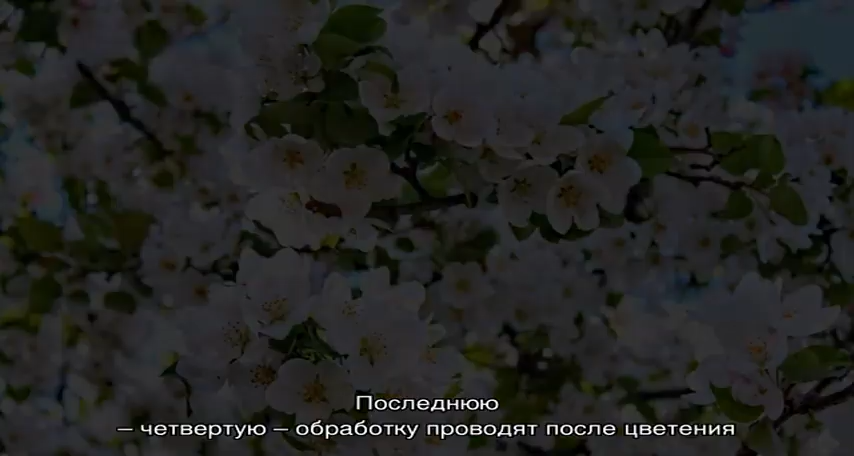 Последнюю
– четвертую – обработку проводят после цветения